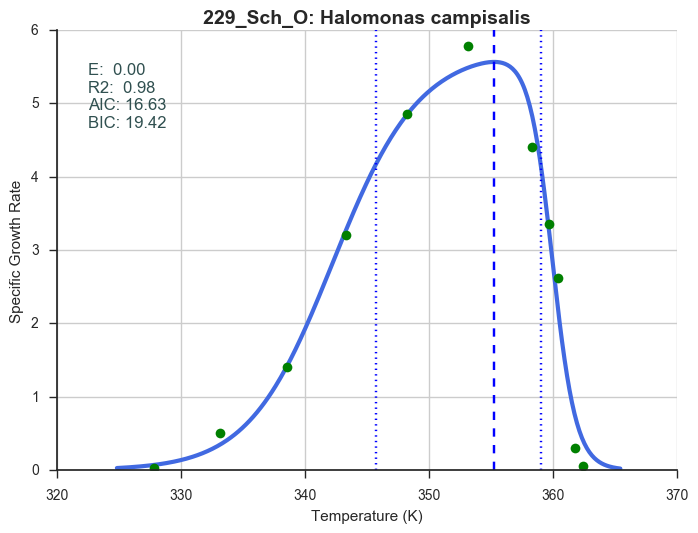 229_Sch_O: Halomonas campisalis
6
5
4
3
2
1
0
E:  0.00
R2:  0.98
AIC: 16.63
BIC: 19.42
Specific Growth Rate
320 330 340 350 360 370
Temperature (K)